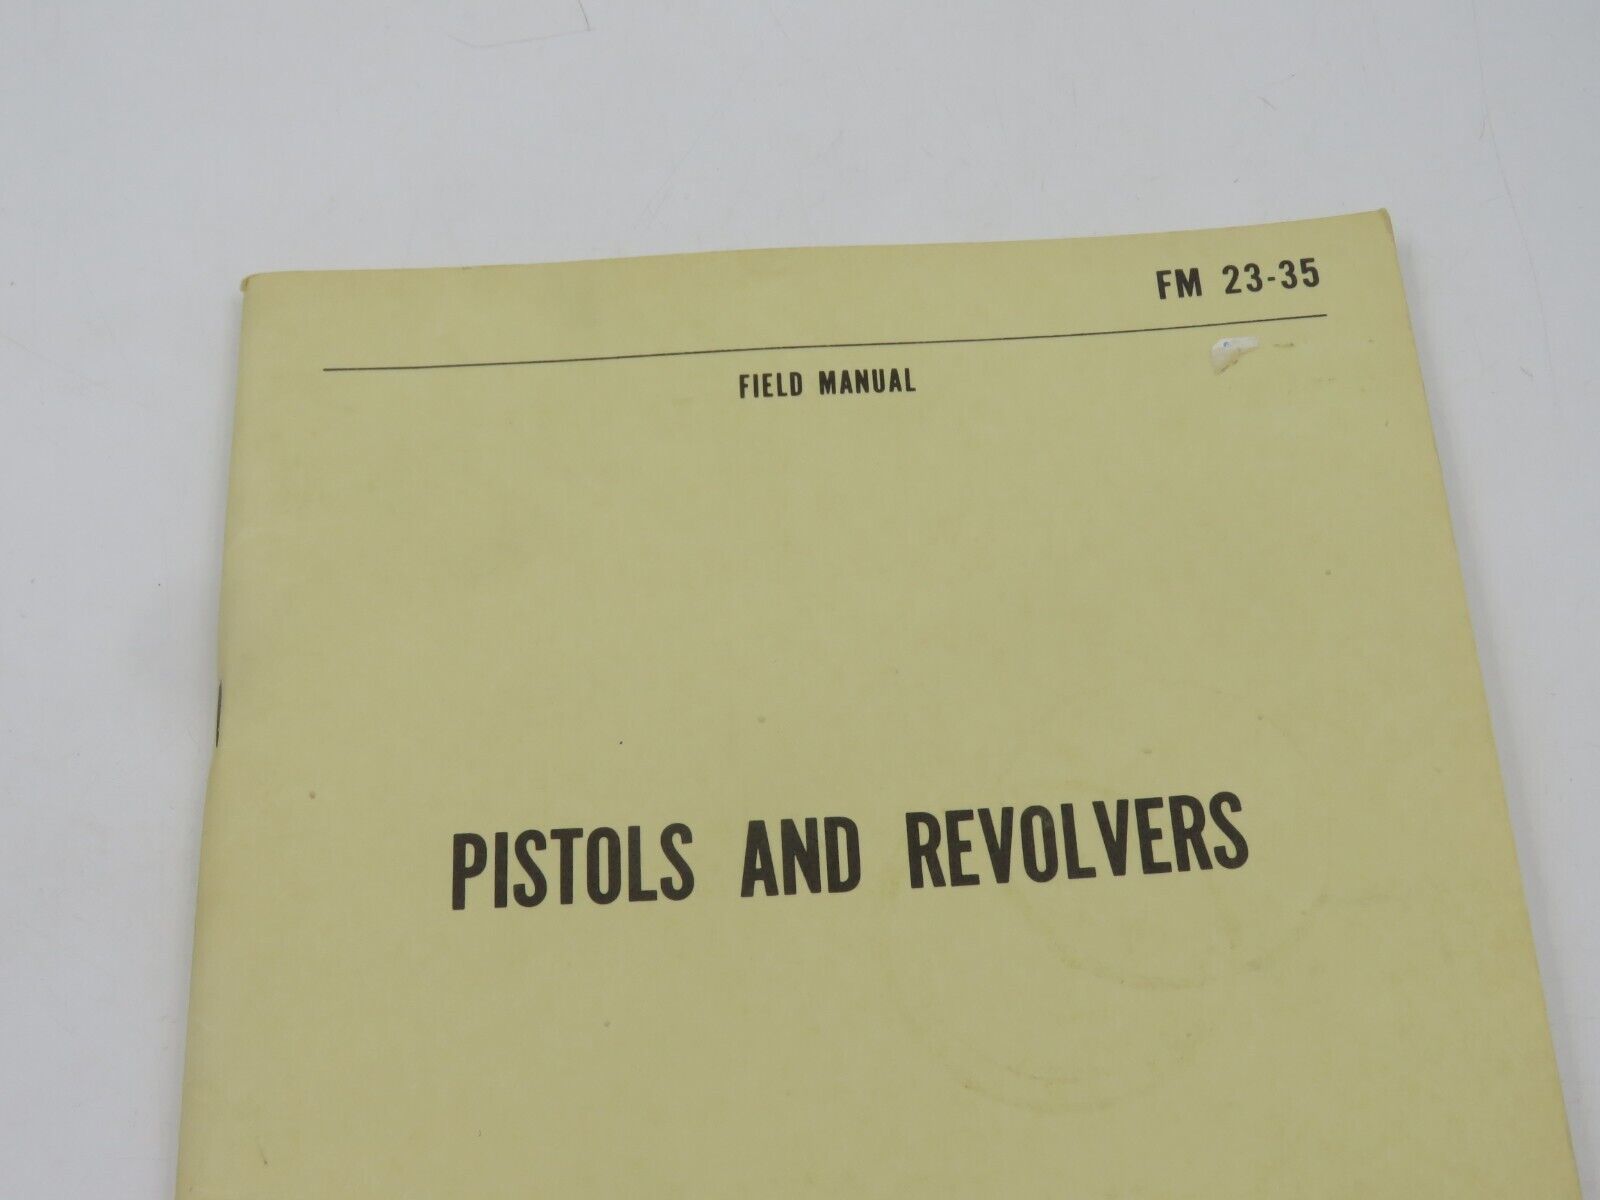 FM 23-35
FIELD MANUAL
PISTOLS AND REVOLVERS